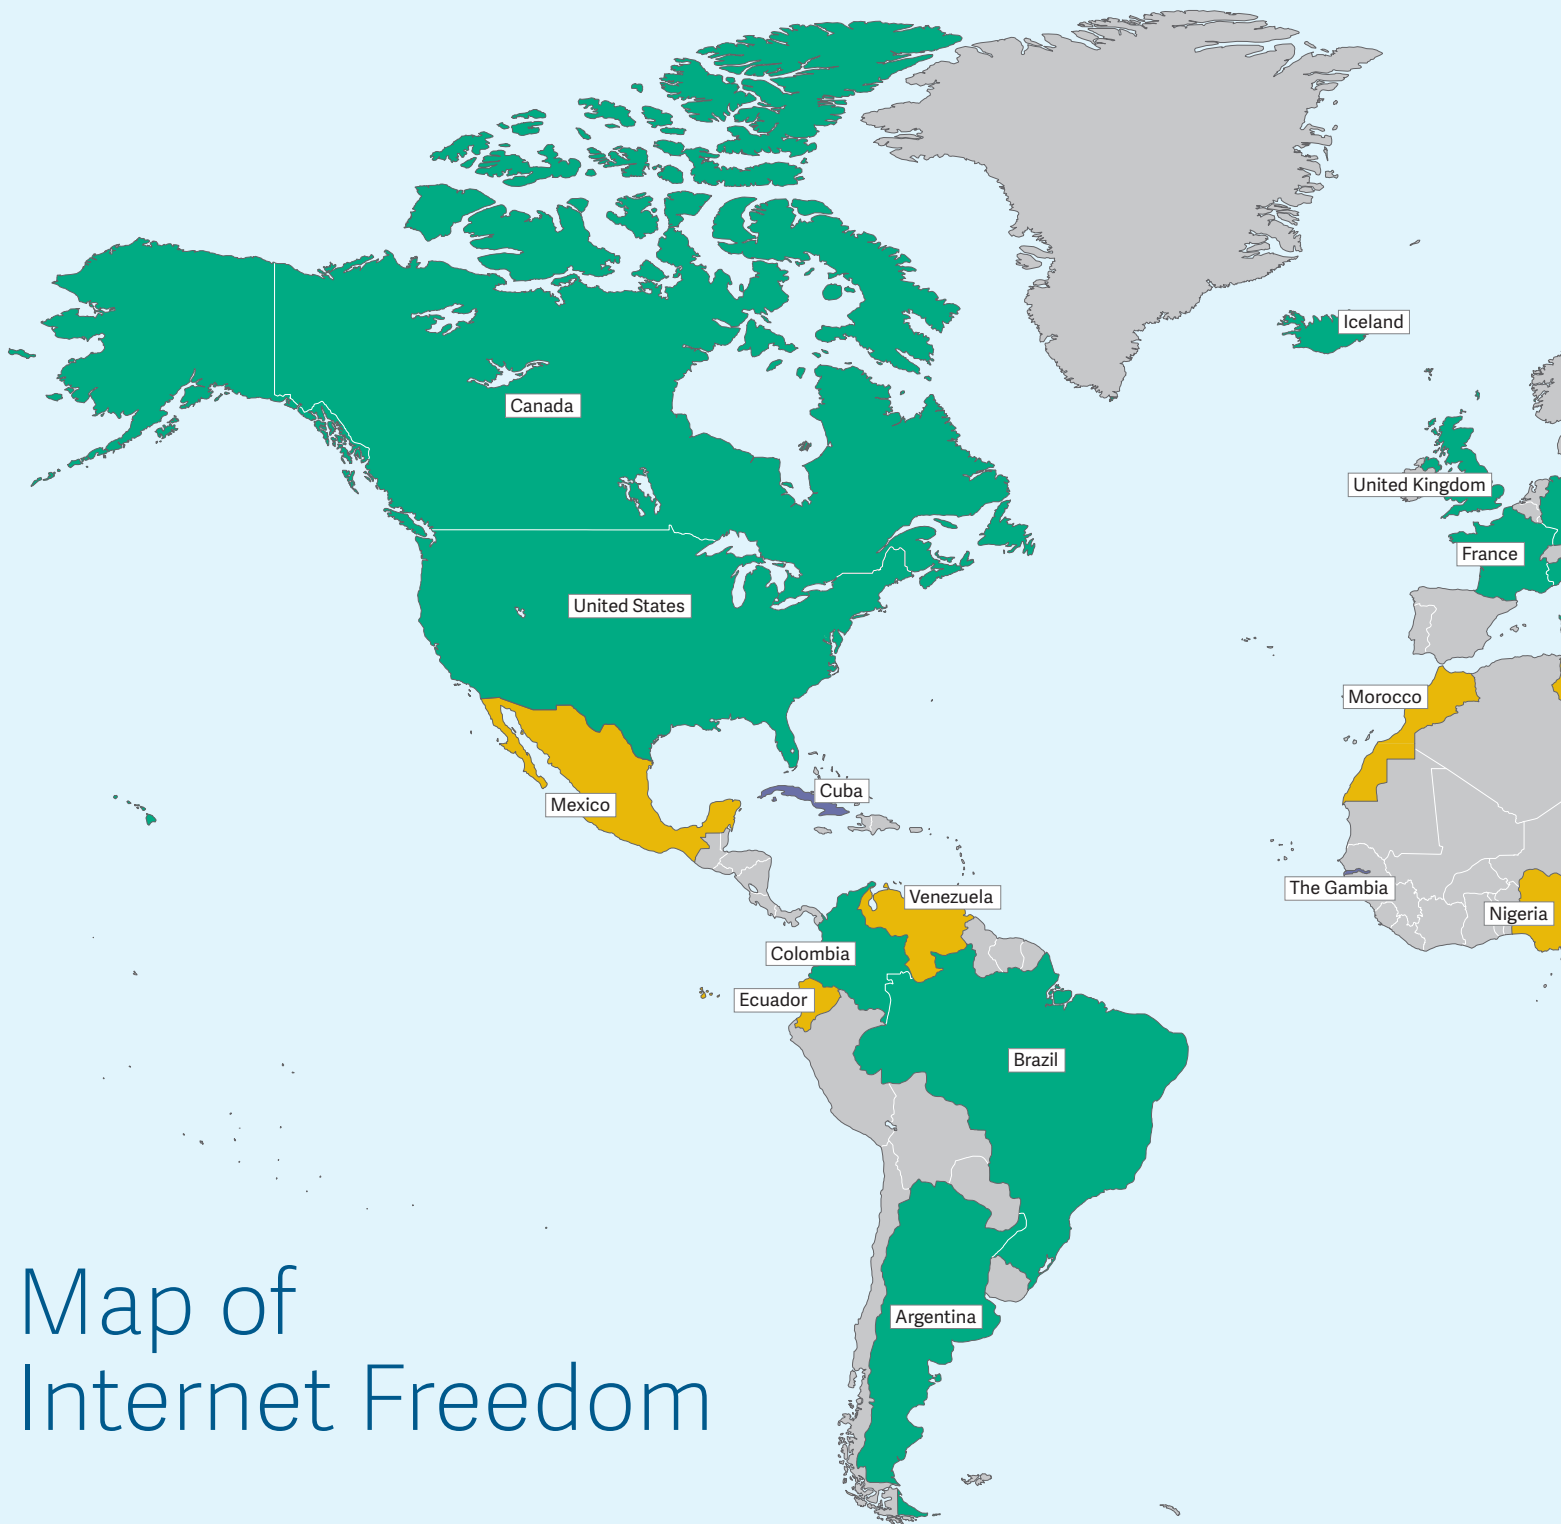 Iceland
Canada
United Kingdom
France
United States
Morocco
Cuba
Mexico
The Gambia
Venezuela
Nigeria
Colombia
Ecuador
Brazil
Argentina
Map of
Internet Freedom